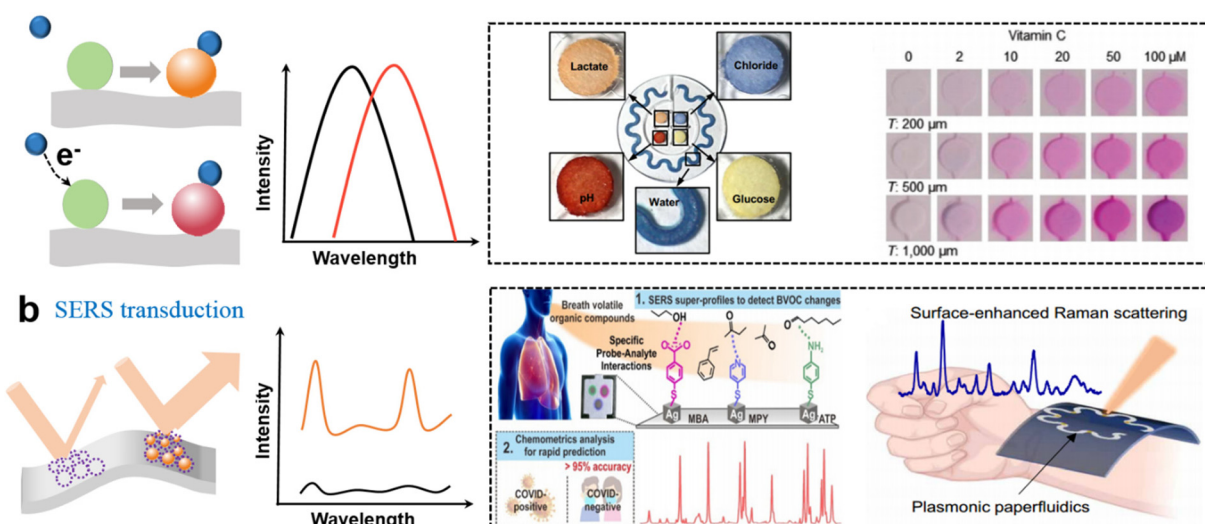 e-
Intensity
Wavelength
Lactate
Chloride
pH
Water
Glucose
Vitamin C
0 2 10 20 50 100 μM
T: 200 μm
T: 500 μm
T: 1,000 μm
b SERS transduction
Intensity
Wavelength
Breath volatile
organic compounds
1. SERS super-profiles to detect BVOC changes
Specific
Probe-Analyte
Interactions
OH
O
O
O
O
O
N
NH2
S
S
S
Ag
MBA
Ag
MPY
Ag
ATP
2. Chemometrics analysis
for rapid prediction
> 95% accuracy
COVID-
positive
COVID-
negative
Surface-enhanced Raman scattering
Plasmonic paperfluidics